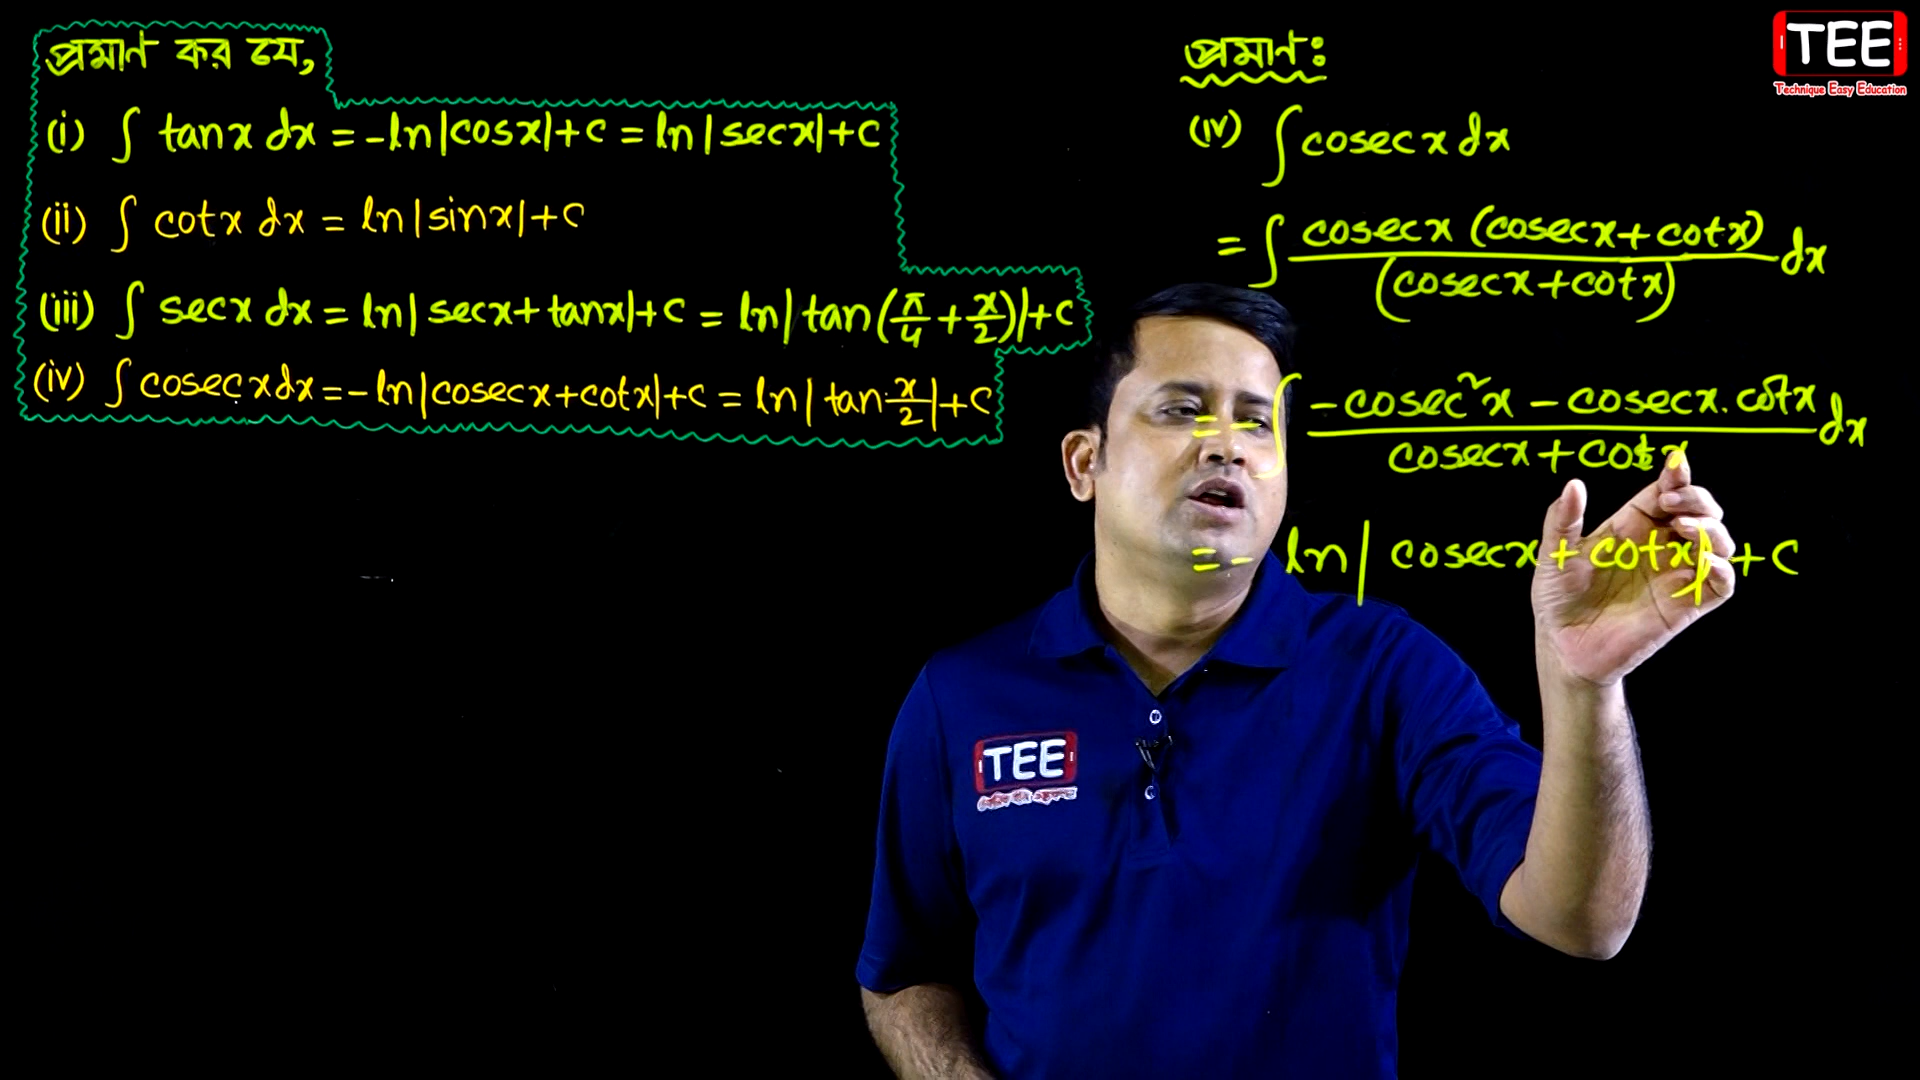 প্রমাণ কর যে,
(i) ∫ tanx dx = -ln|cosx|+c = ln|secx|+c
(ii) ∫ cotx dx = ln|sinx|+c
(iii) ∫ secx dx = ln|secx+tanx|+c = ln|tan(π/4 + x/2)|+c
(iv) ∫ cosecx dx = -ln|cosecx+cotx|+c = ln|tan x/2|+c
প্রমাণ :
(iv) ∫ cosecx dx
= ∫ cosecx (cosecx+cotx) / (cosecx+cotx) dx
= - ∫ -cosec²x - cosecx.cotx / cosecx+cotx dx
= - ln|cosecx+cotx|+c
TEE
Technique Easy Education
TEE